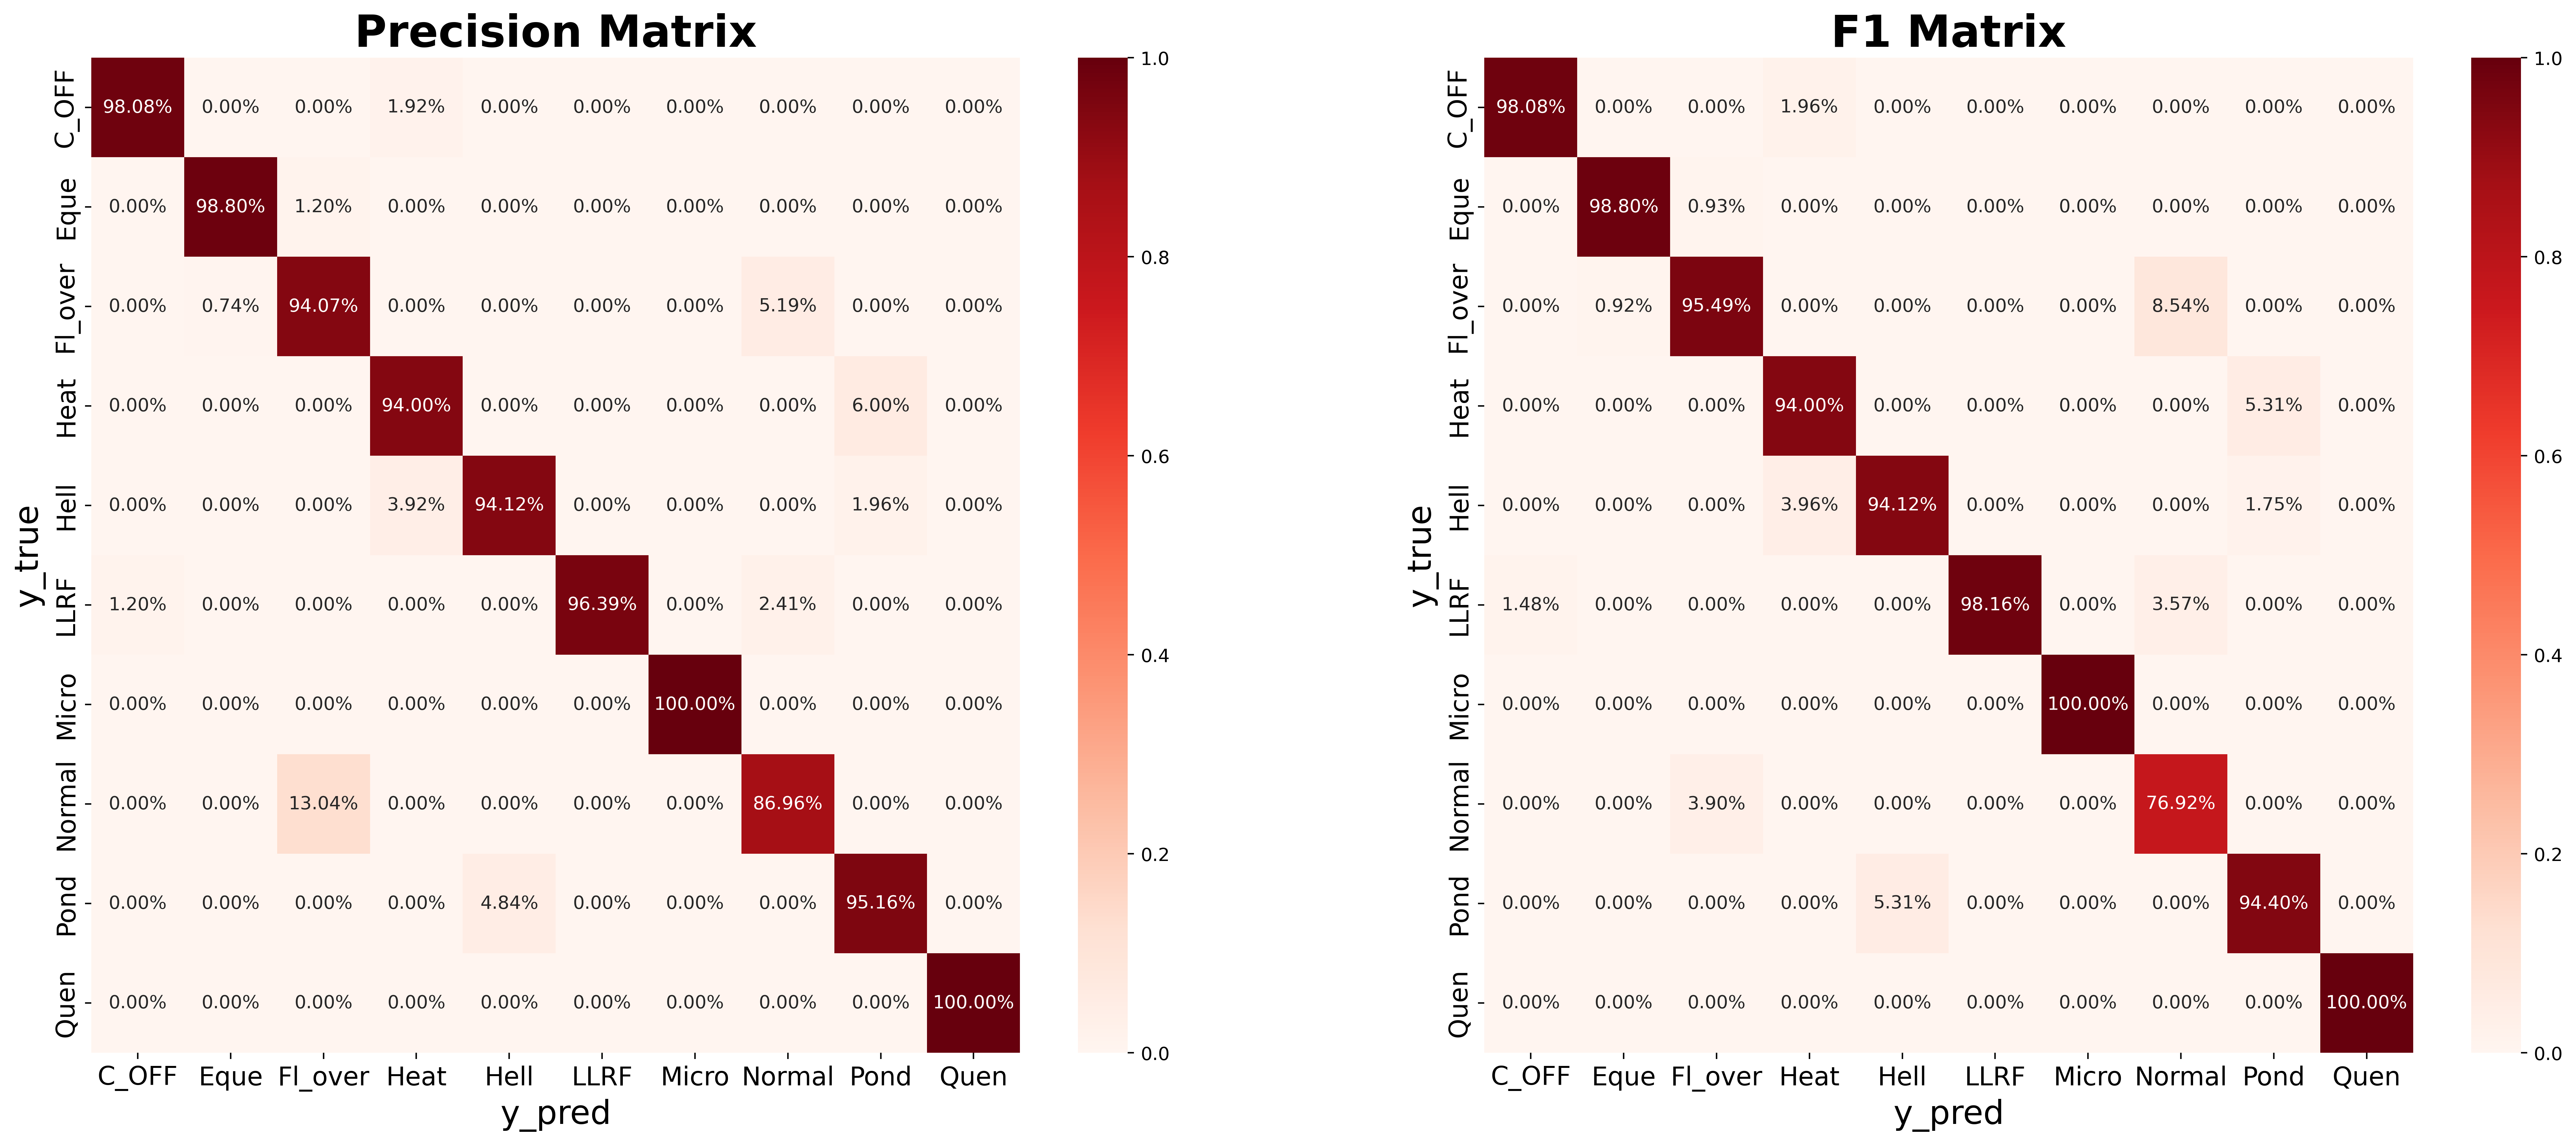 Precision Matrix
C_OFF 98.08% 0.00% 0.00% 1.92% 0.00% 0.00% 0.00% 0.00% 0.00% 0.00%
Eque 0.00% 98.80% 1.20% 0.00% 0.00% 0.00% 0.00% 0.00% 0.00% 0.00%
Fl_over 0.00% 0.74% 94.07% 0.00% 0.00% 0.00% 0.00% 5.19% 0.00% 0.00%
Heat 0.00% 0.00% 0.00% 94.00% 0.00% 0.00% 0.00% 0.00% 6.00% 0.00%
Hell 0.00% 0.00% 0.00% 3.92% 94.12% 0.00% 0.00% 0.00% 1.96% 0.00%
LLRF 1.20% 0.00% 0.00% 0.00% 0.00% 96.39% 0.00% 2.41% 0.00% 0.00%
Micro 0.00% 0.00% 0.00% 0.00% 0.00% 0.00% 100.00% 0.00% 0.00% 0.00%
Normal 0.00% 0.00% 13.04% 0.00% 0.00% 0.00% 0.00% 86.96% 0.00% 0.00%
Pond 0.00% 0.00% 0.00% 0.00% 4.84% 0.00% 0.00% 0.00% 95.16% 0.00%
Quen 0.00% 0.00% 0.00% 0.00% 0.00% 0.00% 0.00% 0.00% 0.00% 100.00%
C_OFF Eque Fl_over Heat Hell LLRF Micro Normal Pond Quen
y_pred
y_true
1.0
0.8
0.6
0.4
0.2
0.0
F1 Matrix
C_OFF 98.08% 0.00% 0.00% 1.96% 0.00% 0.00% 0.00% 0.00% 0.00% 0.00%
Eque 0.00% 98.80% 0.93% 0.00% 0.00% 0.00% 0.00% 0.00% 0.00% 0.00%
Fl_over 0.00% 0.92% 95.49% 0.00% 0.00% 0.00% 0.00% 8.54% 0.00% 0.00%
Heat 0.00% 0.00% 0.00% 94.00% 0.00% 0.00% 0.00% 0.00% 5.31% 0.00%
Hell 0.00% 0.00% 0.00% 3.96% 94.12% 0.00% 0.00% 0.00% 1.75% 0.00%
LLRF 1.48% 0.00% 0.00% 0.00% 0.00% 98.16% 0.00% 3.57% 0.00% 0.00%
Micro 0.00% 0.00% 0.00% 0.00% 0.00% 0.00% 100.00% 0.00% 0.00% 0.00%
Normal 0.00% 0.00% 3.90% 0.00% 0.00% 0.00% 0.00% 76.92% 0.00% 0.00%
Pond 0.00% 0.00% 0.00% 0.00% 5.31% 0.00% 0.00% 0.00% 94.40% 0.00%
Quen 0.00% 0.00% 0.00% 0.00% 0.00% 0.00% 0.00% 0.00% 0.00% 100.00%
C_OFF Eque Fl_over Heat Hell LLRF Micro Normal Pond Quen
y_pred
y_true
1.0
0.8
0.6
0.4
0.2
0.0